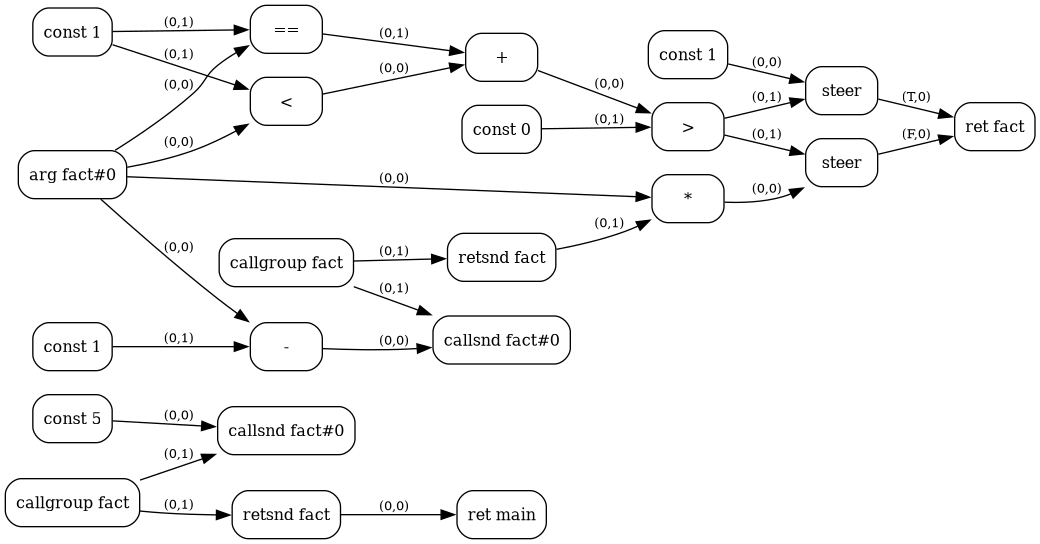 const 1
(0,1)
==
(0,1)
(0,1)
(0,0)
<
(0,0)
+
const 1
(0,0)
steer
(0,0)
const 0
(0,1)
>
(0,1)
(0,1)
(T,0)
ret fact
steer
(F,0)
arg fact#0
(0,0)
(0,0)
*
(0,0)
(0,0)
callgroup fact
(0,1)
retsnd fact
(0,1)
(0,1)
callsnd fact#0
const 1
(0,1)
-
(0,0)
const 5
(0,0)
callsnd fact#0
(0,1)
callgroup fact
(0,1)
retsnd fact
(0,0)
ret main